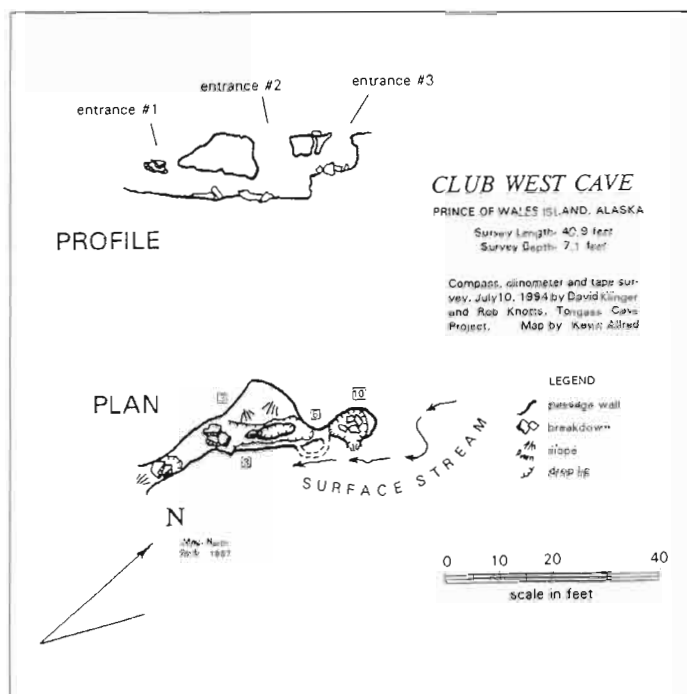 entrance #1
entrance #2
entrance #3
PROFILE
CLUB WEST CAVE
PRINCE OF WALES ISLAND, ALASKA
Survey Length- 40.9 feet
Survey Depth- 7.1 feet
Compass, clinometer and tape sur-
vey, July 10, 1994 by David Klinger
and Rob Knotts, Tongass Cave
Project. Map by Kevin Allred
PLAN
10
SURFACE STREAM
LEGEND
passage wall
breakdown
slope
drop lip
N
0 10 20 40
scale in feet